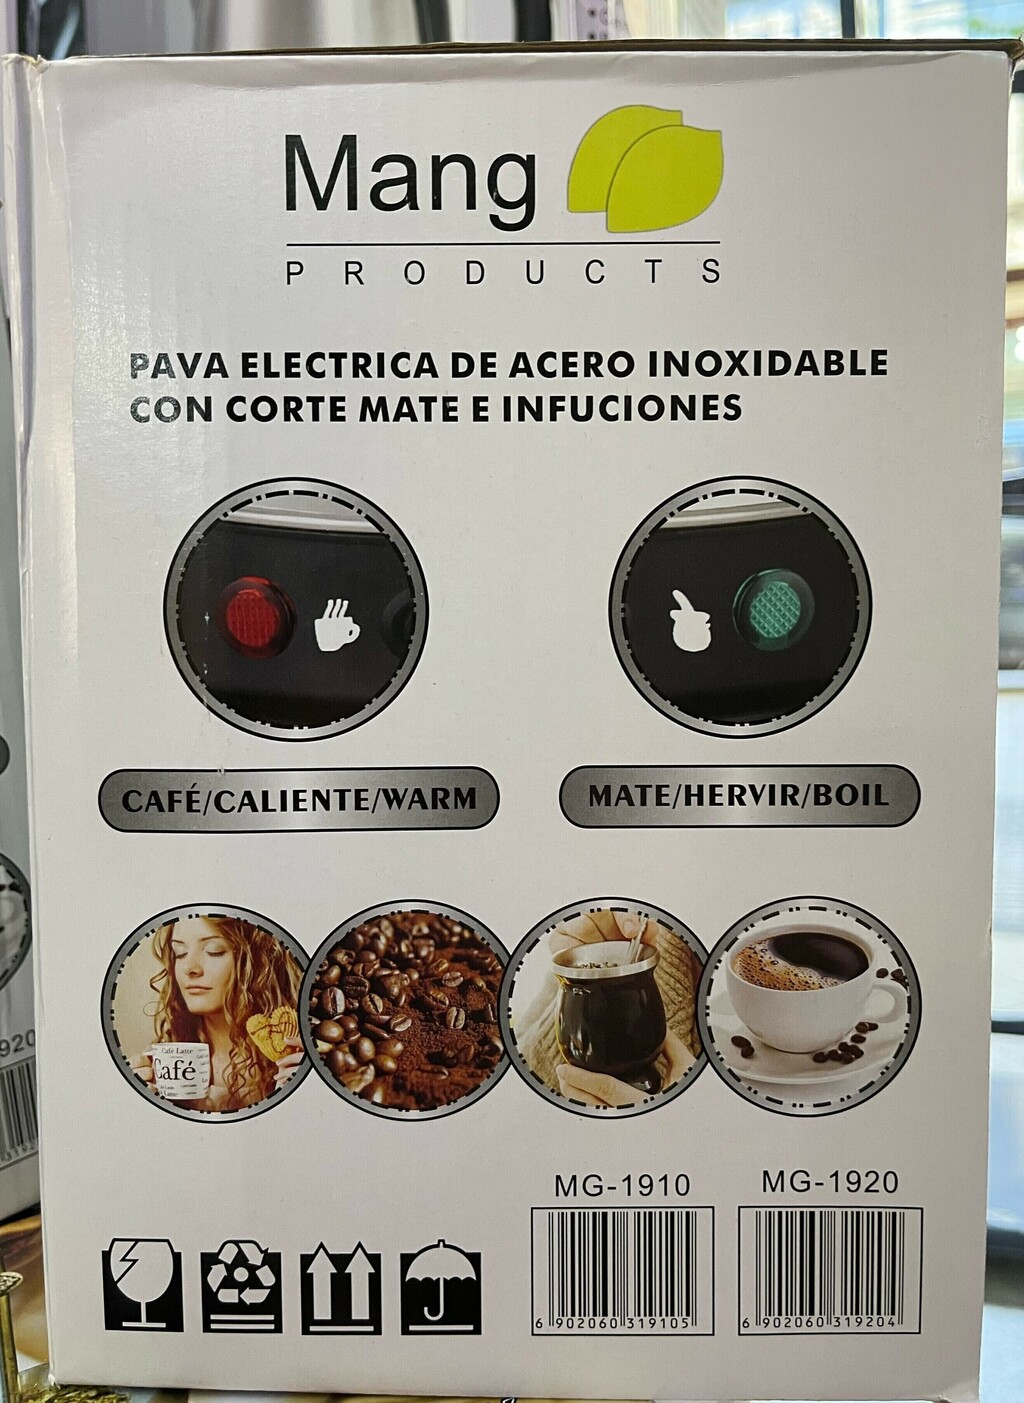 Mang
PRODUCTS
PAVA ELECTRICA DE ACERO INOXIDABLE
CON CORTE MATE E INFUCIONES
CAFÉ/CALIENTE/WARM
MATE/HERVIR/BOIL
Café Latte
Café
MG-1910
MG-1920
6 902060 319105
6 902060 319204
920